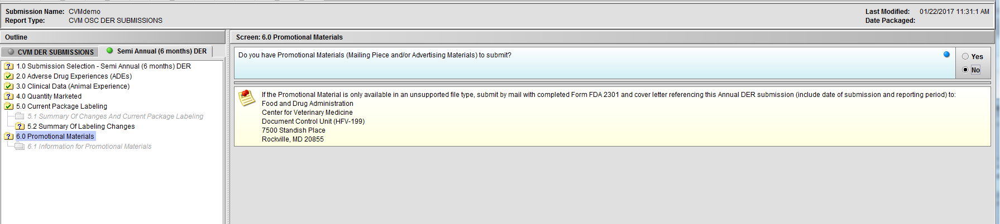 Submission Name: CVMdemo
Last Modified: 01/22/2017 11:31:1 AM
Report Type: CVM OSC DER SUBMISSIONS
Date Packaged:
Outline
CVM DER SUBMISSIONS
Semi Annual (6 months) DER
1.0 Submission Selection - Semi Annual (6 months) DER
2.0 Adverse Drug Experiences (ADEs)
3.0 Clinical Data (Animal Experience)
4.0 Quantity Marketed
5.0 Current Package Labeling
5.1 Summary Of Changes And Current Package Labeling
5.2 Summary Of Labeling Changes
6.0 Promotional Materials
6.1 Information for Promotional Materials
Screen: 6.0 Promotional Materials
Do you have Promotional Materials (Mailing Piece and/or Advertising Materials) to submit?
Yes
No
If the Promotional Material is only available in an unsupported file type, submit by mail with completed Form FDA 2301 and cover letter referencing this Annual DER submission (include date of submission and reporting period) to:
Food and Drug Administration
Center for Veterinary Medicine
Document Control Unit (HFV-199)
7500 Standish Place
Rockville, MD 20855